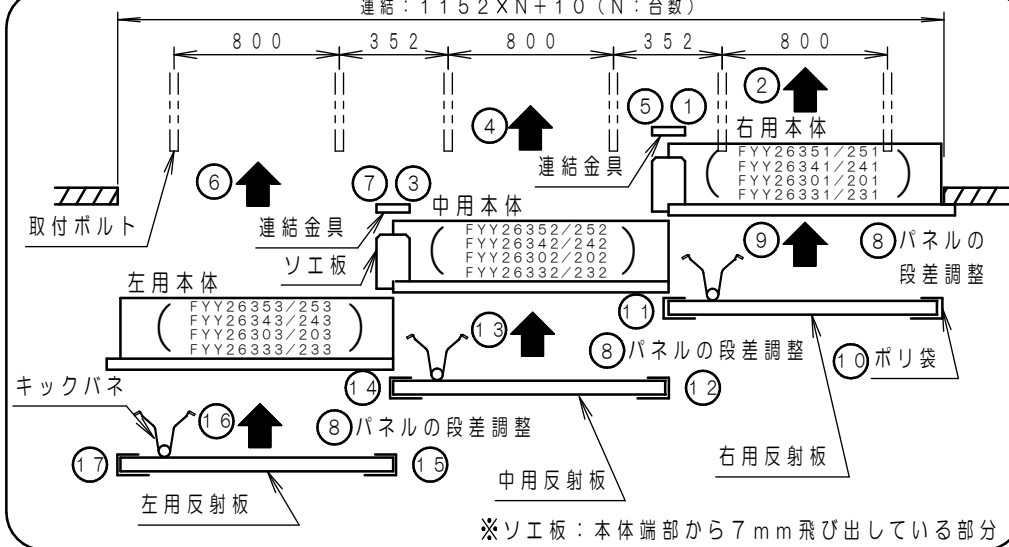 連結：１１５２×Ｎ＋１０（Ｎ：台数）
８００ ３５２ ８００ ３５２ ８００
② 
⑤ ①
④
右用本体
FYY26351/251
FYY26341/241
FYY26301/201
FYY26331/231
連結金具
⑥
⑦ ③
中用本体
取付ボルト
連結金具
FYY26352/252
FYY26342/242
FYY26302/202
FYY26332/232
⑨
⑧パネルの
段差調整
ソエ板
左用本体
FYY26353/253
FYY26343/243
FYY26303/203
FYY26333/233
⑪
⑬
⑧パネルの段差調整
⑩ポリ袋
キックバネ
⑭
⑫
⑯
⑧パネルの段差調整
⑰
⑮
右用反射板
中用反射板
左用反射板
※ソエ板：本体端部から７ｍｍ飛び出している部分